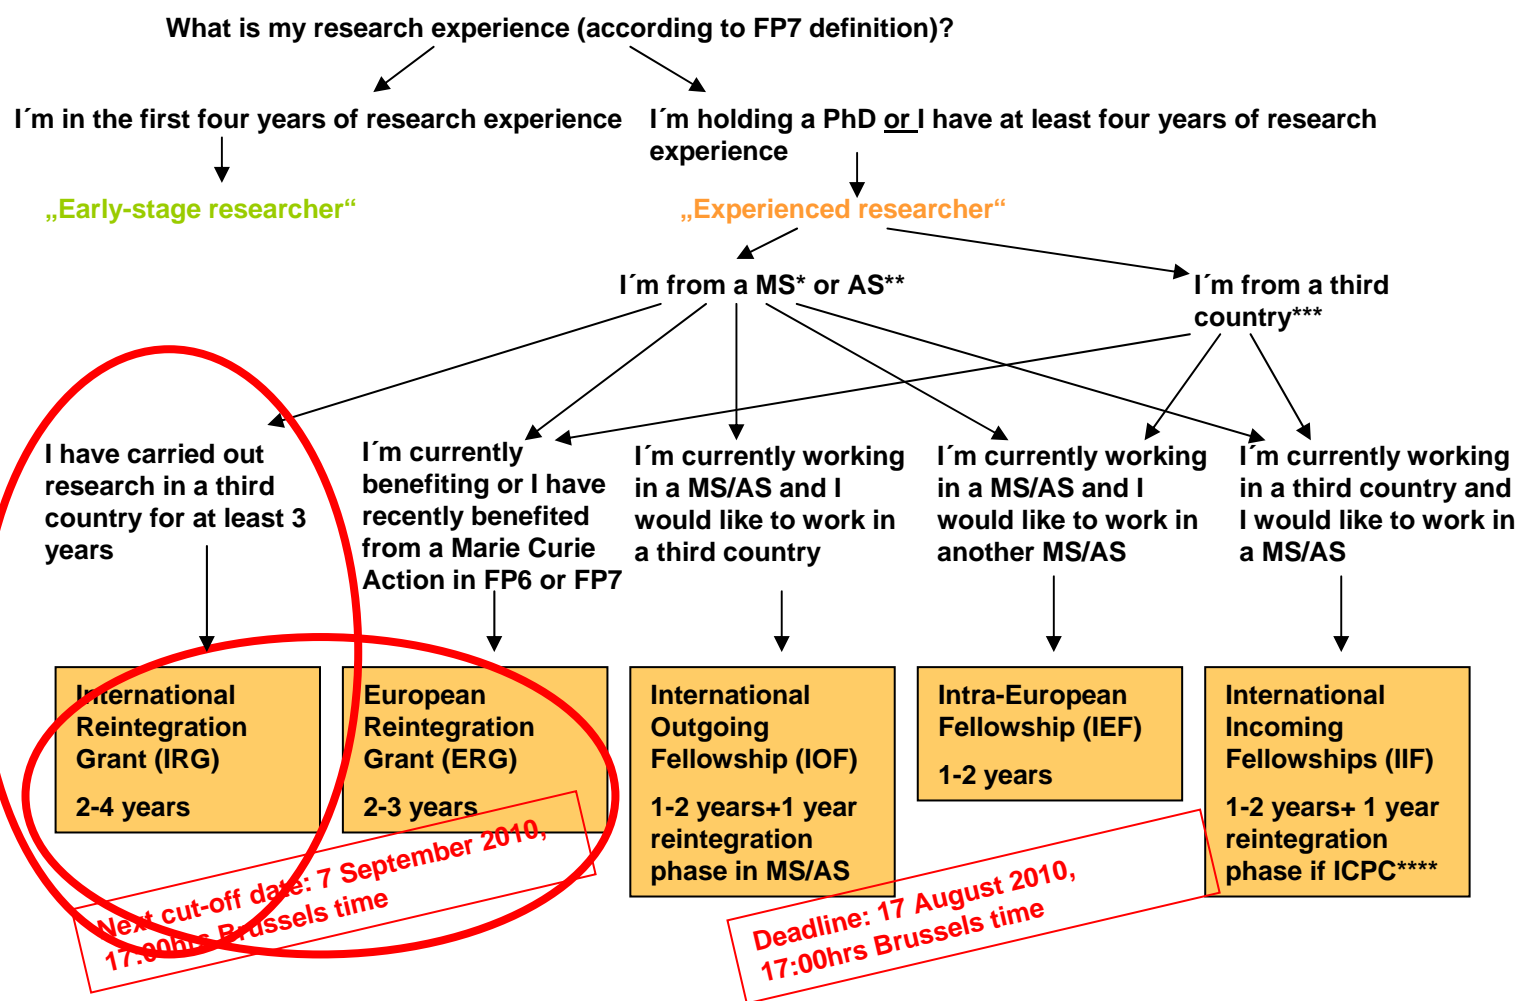 What is my research experience (according to FP7 definition)?
I´m in the first four years of research experience
I´m holding a PhD or I have at least four years of research
experience
„Early-stage researcher“
„Experienced researcher“
I´m from a MS* or AS**
I´m from a third
country***
I have carried out
research in a third
country for at least 3
years
I´m currently
benefiting or I have
recently benefited
from a Marie Curie
Action in FP6 or FP7
I´m currently working
in a MS/AS and I
would like to work in
a third country
I´m currently working
in a MS/AS and I
would like to work in
another MS/AS
I´m currently working
in a third country and
I would like to work in
a MS/AS
International
Reintegration
Grant (IRG)
2-4 years
European
Reintegration
Grant (ERG)
2-3 years
International
Outgoing
Fellowship (IOF)
1-2 years+1 year
reintegration
phase in MS/AS
Intra-European
Fellowship (IEF)
1-2 years
International
Incoming
Fellowships (IIF)
1-2 years+ 1 year
reintegration
phase if ICPC****
Next cut-off date: 7 September 2010,
17:00hrs Brussels time
Deadline: 17 August 2010,
17:00hrs Brussels time